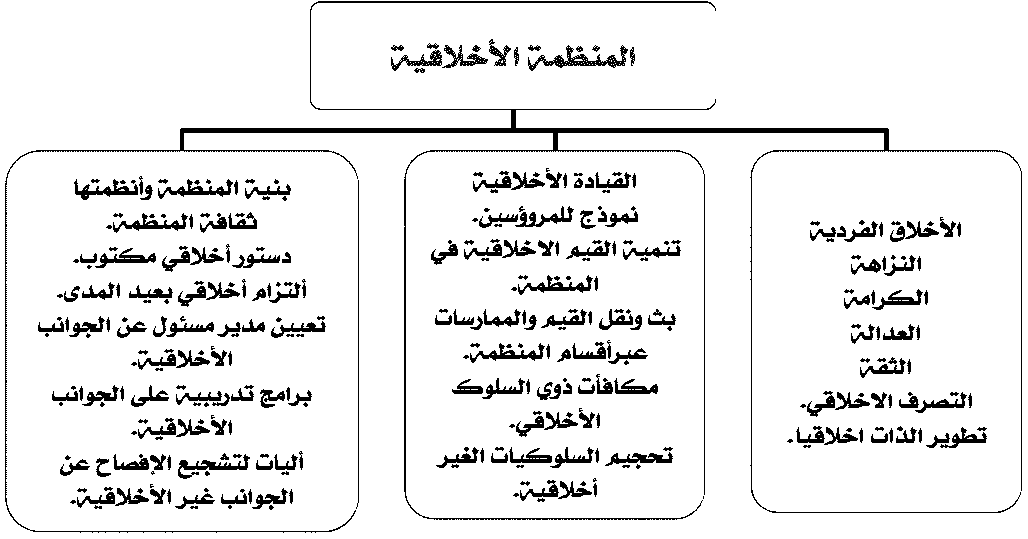 المنظمة الأخلاقية
الأخلاق الفردية
النزاهة
الكرامة
العدالة
الثقة
التصرف الاخلاقي.
تطوير الذات اخلاقيا.
القيادة الأخلاقية
نموذج للمروؤسين.
تنمية القيم الاخلاقية في
المنظمة.
بث ونقل القيم والممارسات
عبرأقسام المنظمة.
مكافأت ذوي السلوك
الأخلاقي.
تحجيم السلوكيات الغير
أخلاقية.
بنية المنظمة وأنظمتها
ثقافة المنظمة.
دستور أخلاقي مكتوب.
ألتزام أخلاقي بعيد المدى.
تعيين مدير مسئول عن الجوانب
الأخلاقية.
برامج تدريبية على الجوانب
الأخلاقية.
أليات لتشجيع الإفصاح عن
الجوانب غير الأخلاقية.